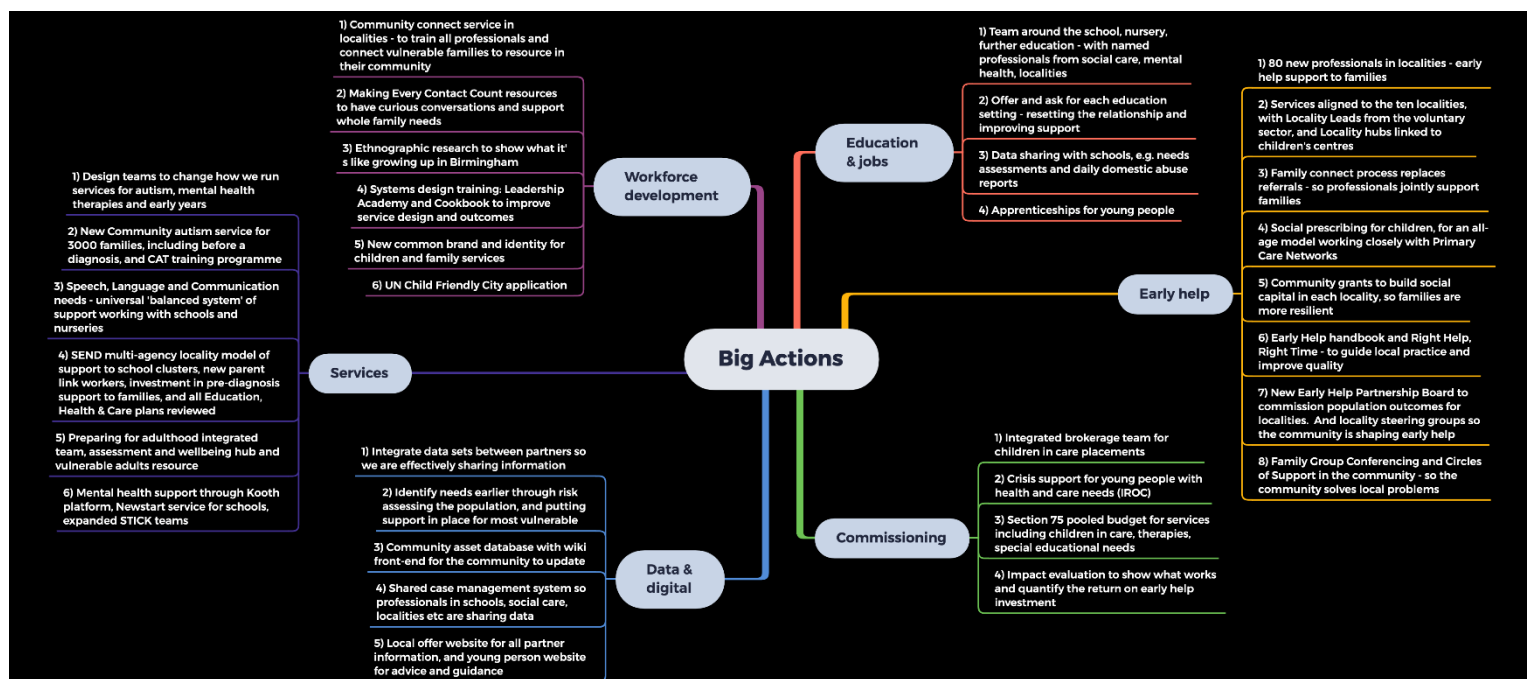 Big Actions
Workforce
development
1) Community connect service in
localities - to train all professionals and
connect vulnerable families to resource in
their community
2) Making Every Contact Count resources
to have curious conversations and support
whole family needs
3) Ethnographic research to show what it'
s like growing up in Birmingham
4) Systems design training: Leadership
Academy and Cookbook to improve
service design and outcomes
5) New common brand and identity for
children and family services
6) UN Child Friendly City application
Education
& jobs
1) Team around the school, nursery,
further education - with named
professionals from social care, mental
health, localities
2) Offer and ask for each education
setting - resetting the relationship and
improving support
3) Data sharing with schools, e.g. needs
assessments and daily domestic abuse
reports
4) Apprenticeships for young people
Early help
1) 80 new professionals in localities - early
help support to families
2) Services aligned to the ten localities,
with Locality Leads from the voluntary
sector, and Locality hubs linked to
children's centres
3) Family connect process replaces
referrals - so professionals jointly support
families
4) Social prescribing for children, for an all-
age model working closely with Primary
Care Networks
5) Community grants to build social
capital in each locality, so families are
more resilient
6) Early Help handbook and Right Help,
Right Time - to guide local practice and
improve quality
7) New Early Help Partnership Board to
commission population outcomes for
localities. And locality steering groups so
the community is shaping early help
8) Family Group Conferencing and Circles
of Support in the community - so the
community solves local problems
Services
1) Design teams to change how we run
services for autism, mental health
therapies and early years
2) New Community autism service for
3000 families, including before a
diagnosis, and CAT training programme
3) Speech, Language and Communication
needs - universal 'balanced system' of
support working with schools and
nurseries
4) SEND multi-agency locality model of
support to school clusters, new parent
link workers, investment in pre-diagnosis
support to families, and all Education,
Health & Care plans reviewed
5) Preparing for adulthood integrated
team, assessment and wellbeing hub and
vulnerable adults resource
6) Mental health support through Kooth
platform, Newstart service for schools,
expanded STICK teams
Data &
digital
1) Integrate data sets between partners so
we are effectively sharing information
2) Identify needs earlier through risk
assessing the population, and putting
support in place for most vulnerable
3) Community asset database with wiki
front-end for the community to update
4) Shared case management system so
professionals in schools, social care,
localities etc are sharing data
5) Local offer website for all partner
information, and young person website
for advice and guidance
Commissioning
1) Integrated brokerage team for
children in care placements
2) Crisis support for young people with
health and care needs (IROC)
3) Section 75 pooled budget for services
including children in care, therapies,
special educational needs
4) Impact evaluation to show what works
and quantify the return on early help
investment